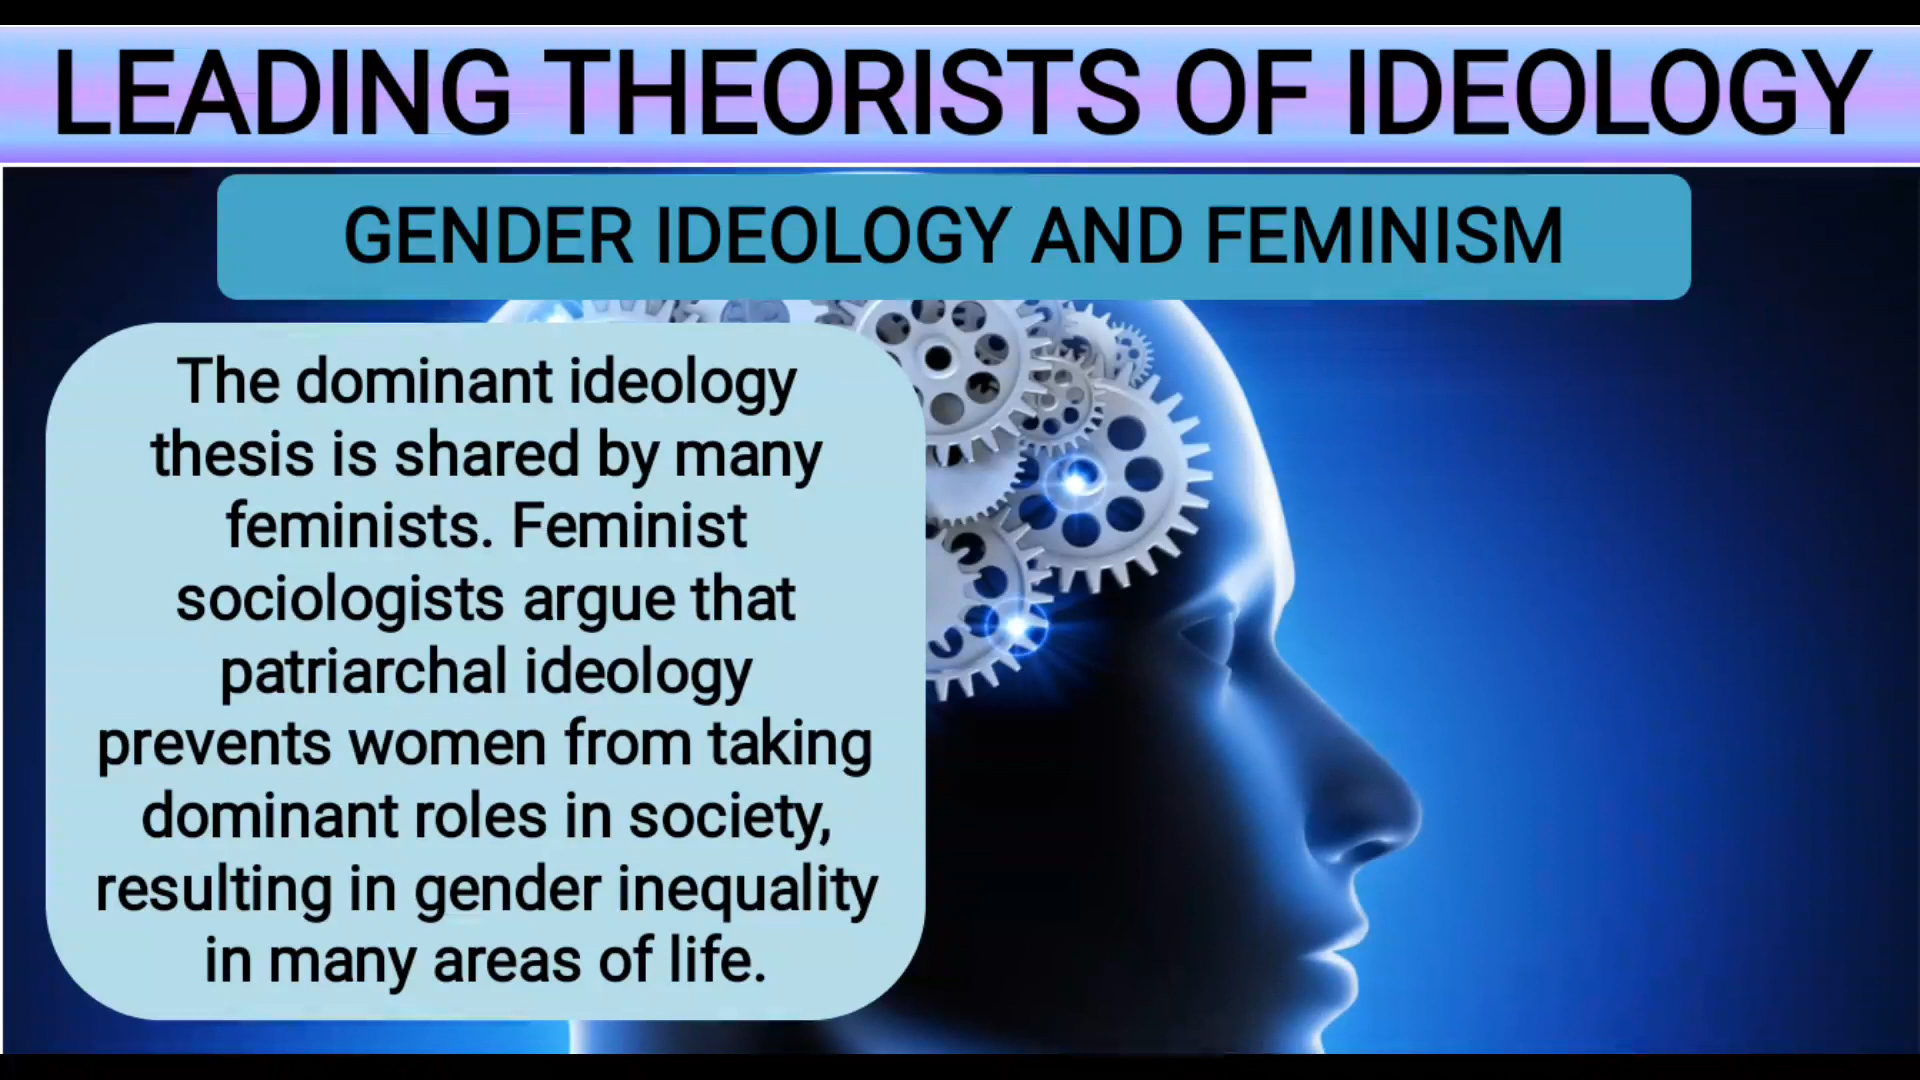 LEADING THEORISTS OF IDEOLOGY
GENDER IDEOLOGY AND FEMINISM
The dominant ideology
thesis is shared by many
feminists. Feminist
sociologists argue that
patriarchal ideology
prevents women from taking
dominant roles in society,
resulting in gender inequality
in many areas of life.